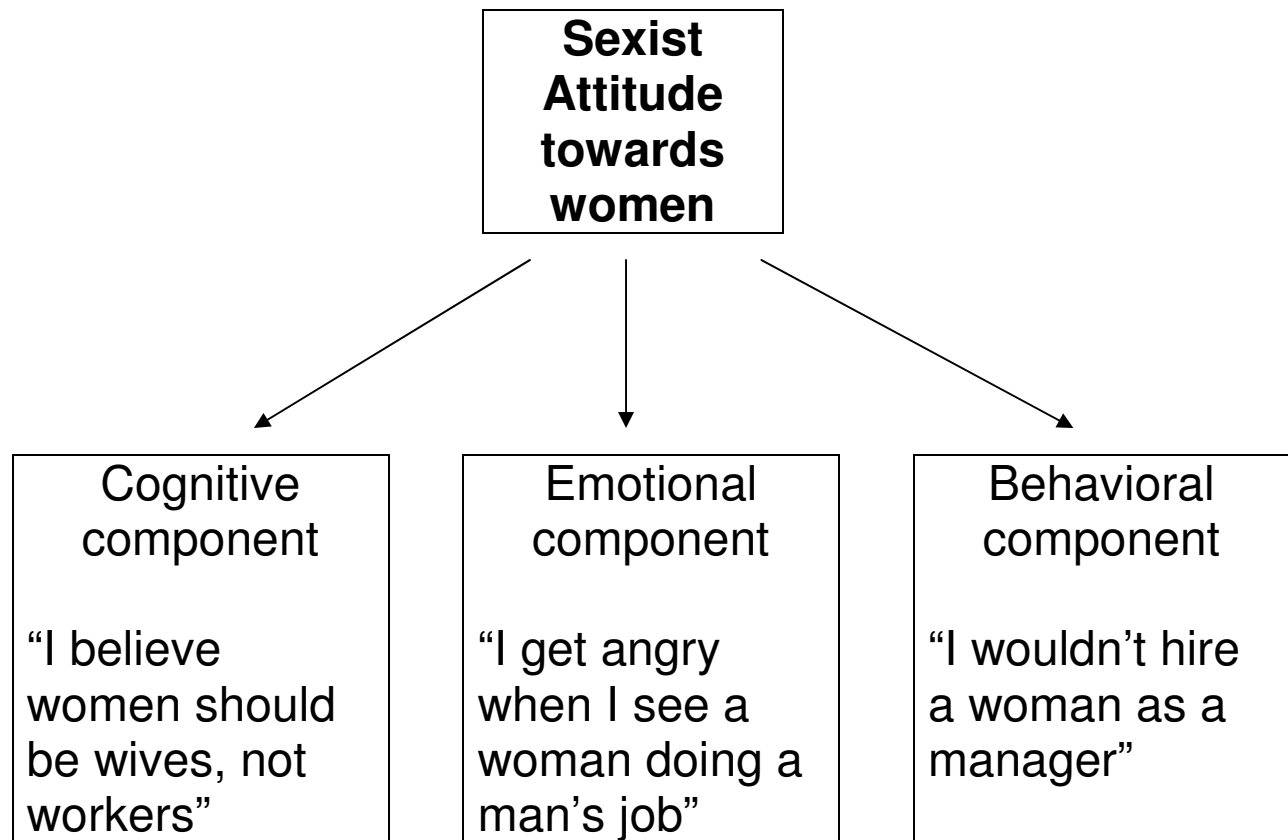 Sexist
Attitude
towards
women
Cognitive
component
“I believe
women should
be wives, not
workers”
Emotional
component
“I get angry
when I see a
woman doing a
man’s job”
Behavioral
component
“I wouldn’t hire
a woman as a
manager”